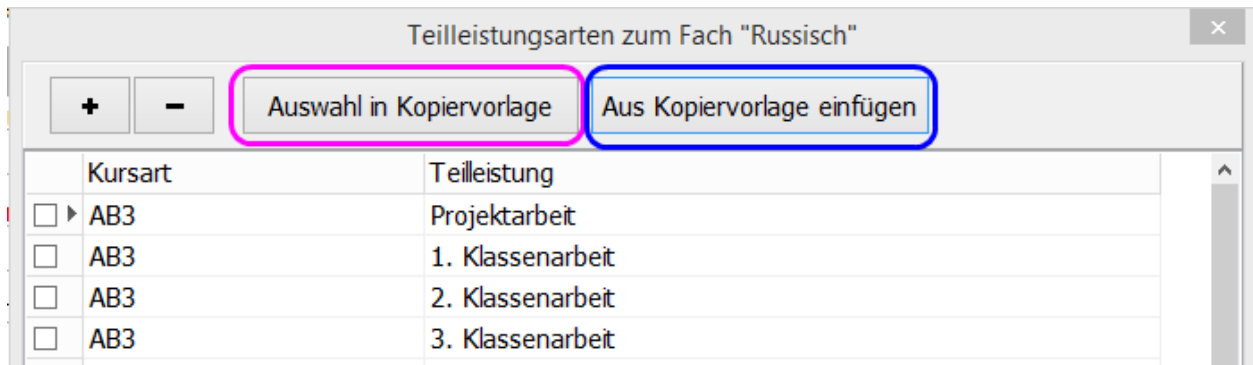 Teilleistungsarten zum Fach "Russisch"
+ - Auswahl in Kopiervorlage Aus Kopiervorlage einfügen
Kursart Teilleistung
AB3 Projektarbeit
AB3 1. Klassenarbeit
AB3 2. Klassenarbeit
AB3 3. Klassenarbeit